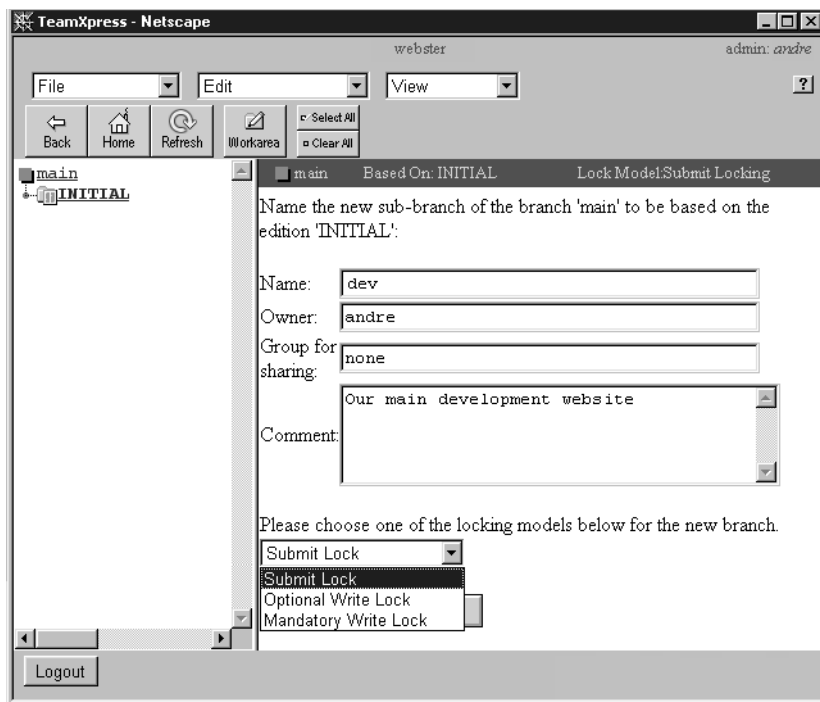 TeamXpress - Netscape
webster
admin: andre
File
Edit
View
?
Back
Home
Refresh
Workarea
Select All
Clear All
main
INITIAL
main Based On: INITIAL Lock Model:Submit Locking
Name the new sub-branch of the branch 'main' to be based on the
edition 'INITIAL':
Name:
dev
Owner:
andre
Group for
sharing:
none
Comment:
Our main development website
Please choose one of the locking models below for the new branch.
Submit Lock
Submit Lock
Optional Write Lock
Mandatory Write Lock
Logout